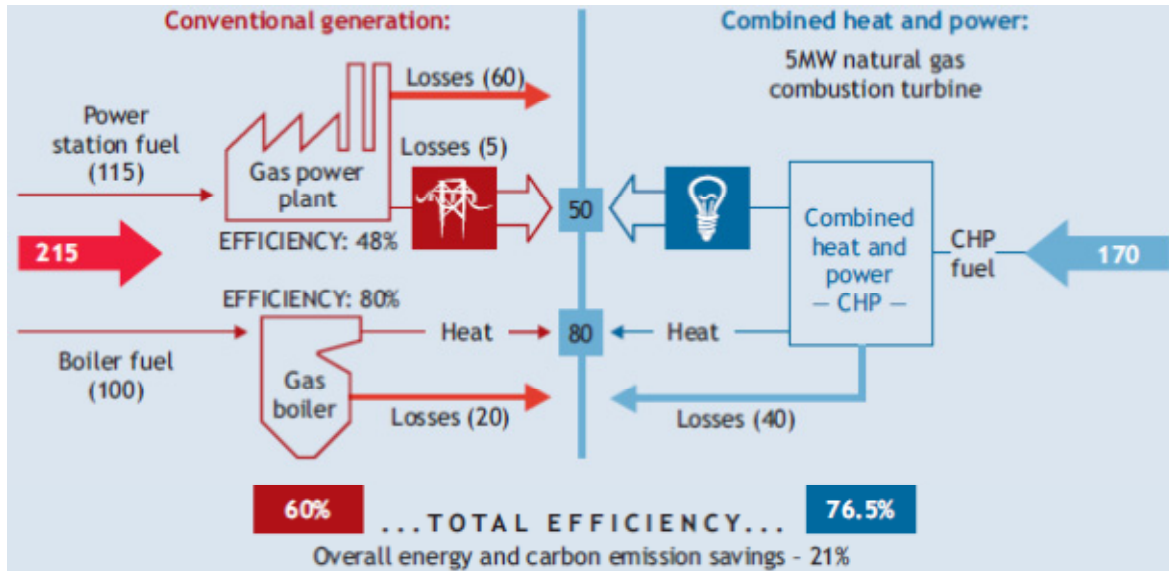 Conventional generation:
Losses (60)
Power
station fuel
(115)
Losses (5)
Gas power
plant
EFFICIENCY: 48%
215
EFFICIENCY: 80%
Heat
Boiler fuel
(100)
Gas
boiler
Losses (20)
50
80
Combined heat and power:
5MW natural gas
combustion turbine
Combined
heat and
power
— CHP —
CHP
fuel
170
Heat
Losses (40)
60%
...TOTAL EFFICIENCY...
76.5%
Overall energy and carbon emission savings – 21%